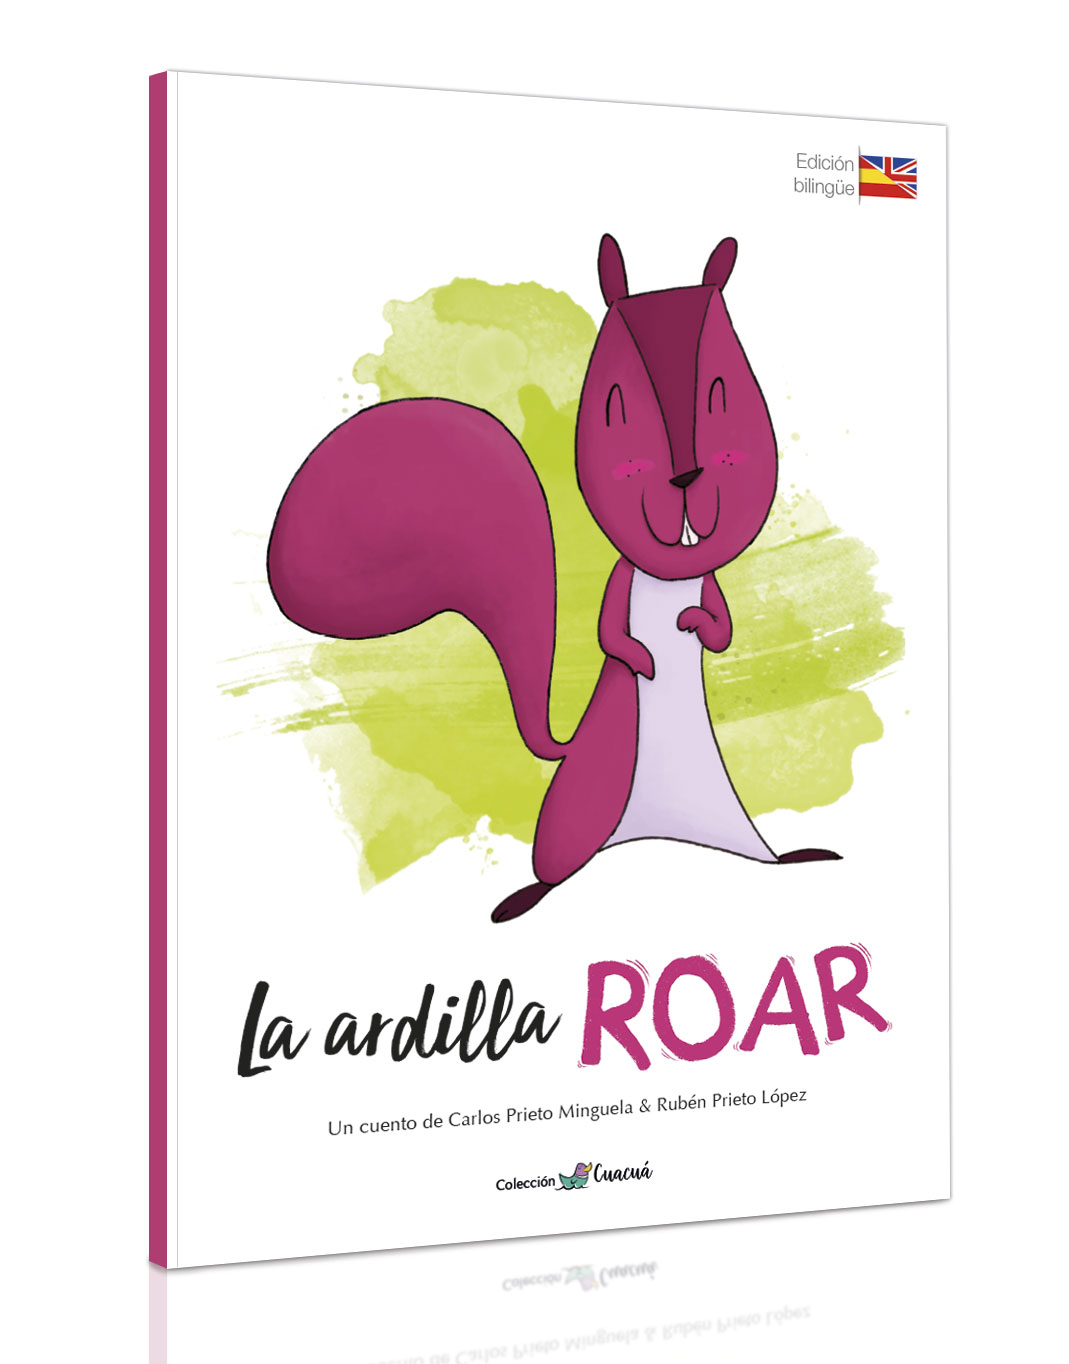 Edición
bilingüe
La ardilla ROAR
Un cuento de Carlos Prieto Minguela & Rubén Prieto López
Colección Cuacuá